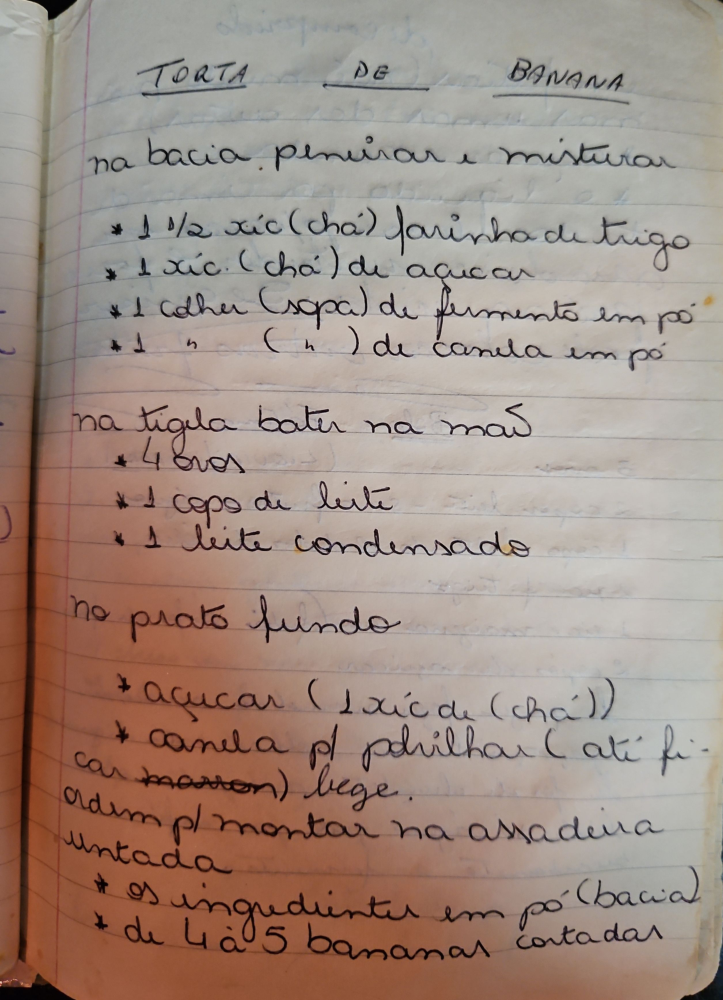 TORTA DE BANANA
na bacia. peneirar e misturar
* 1 1/2 xíc (chá) farinha de trigo
* 1 xíc. (chá) de açucar
* 1 colher (sopa) de fermento em pó
* 1 " ( " ) de canela em pó
na tigela bater na mão
* 4 ovos
* 1 copo de leite
* 1 leite condensado
no prato fundo
* açucar (1 xíc de (chá))
* canela p/ polvilhar (até fi-
car marron) bege.
ordem p/ montar na assadeira
untada
* os ingredientes em pó (bacia)
* de 4 à 5 bananas cortadas